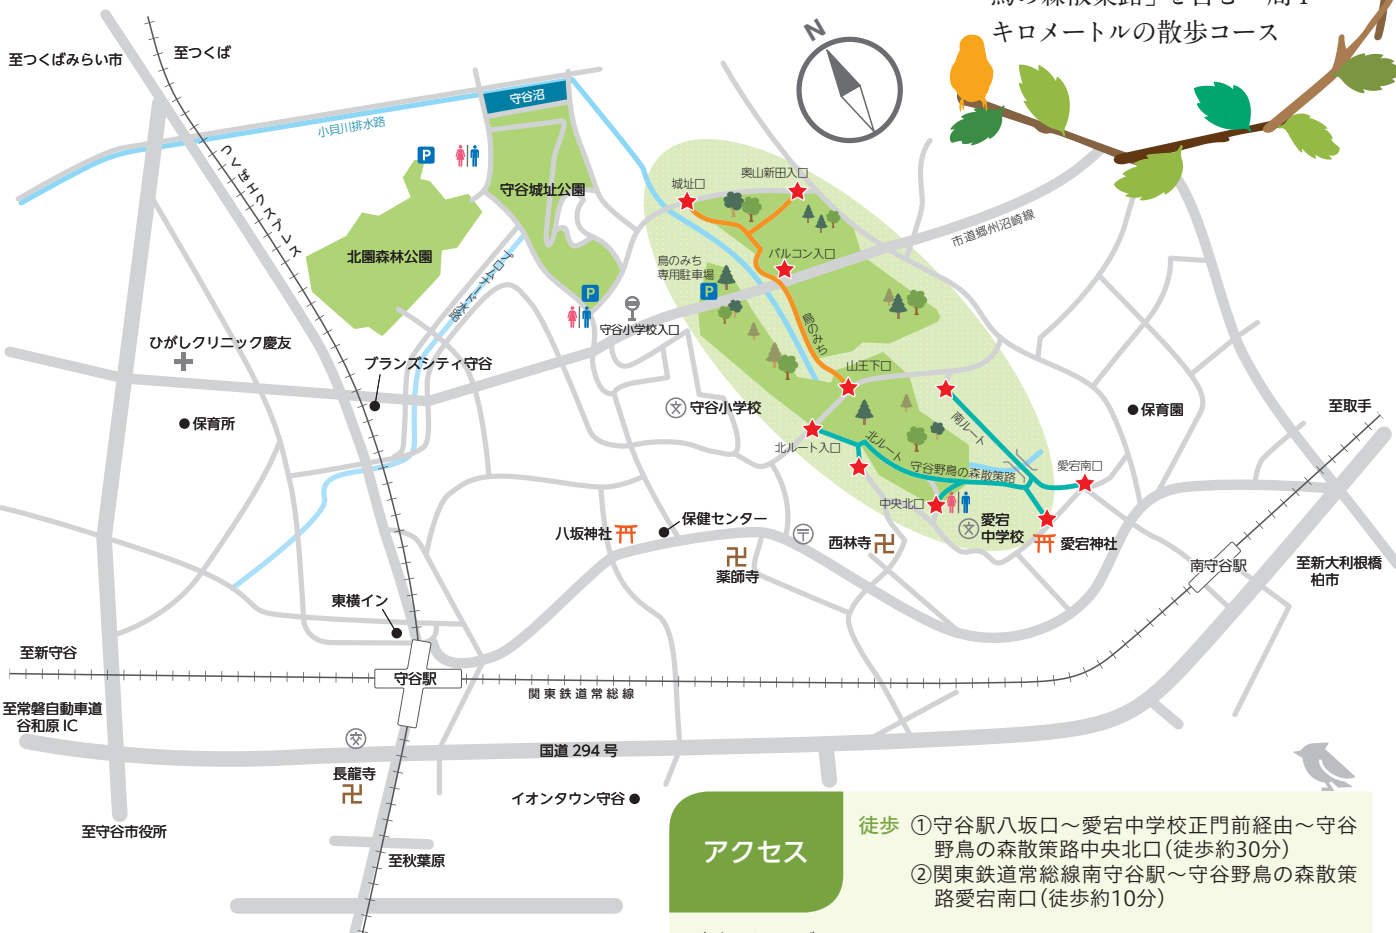 キロメートルの散歩コース
N
至つくばみらい市
至つくば
守谷沼
小貝川排水路
つくばエクスプレス
P
守谷城址公園
北園森林公園
プロムナード水路
P
守谷小学校入口
城址口
奥山新田入口
バルコン入口
市道郷州沼崎線
鳥のみち
専用駐車場
P
鳥のみち
山王下口
ひがしクリニック慶友
ブランズシティ守谷
保育所
文
守谷小学校
北ルート入口
北ルート
南ルート
守谷野鳥の森散策路
中央北口
愛宕南口
保育園
至取手
文
愛宕
中学校
愛宕神社
八坂神社
保健センター
〒
薬師寺
西林寺
南守谷駅
至新大利根橋
柏市
東横イン
至新守谷
守谷駅
関東鉄道常総線
至常磐自動車道
谷和原 IC
国道 294 号
交
長龍寺
イオンタウン守谷
至守谷市役所
至秋葉原
アクセス
徒歩 ①守谷駅八坂口～愛宕中学校正門前経由～守谷
野鳥の森散策路中央北口(徒歩約30分)
②関東鉄道常総線南守谷駅～守谷野鳥の森散策
路愛宕南口(徒歩約10分)